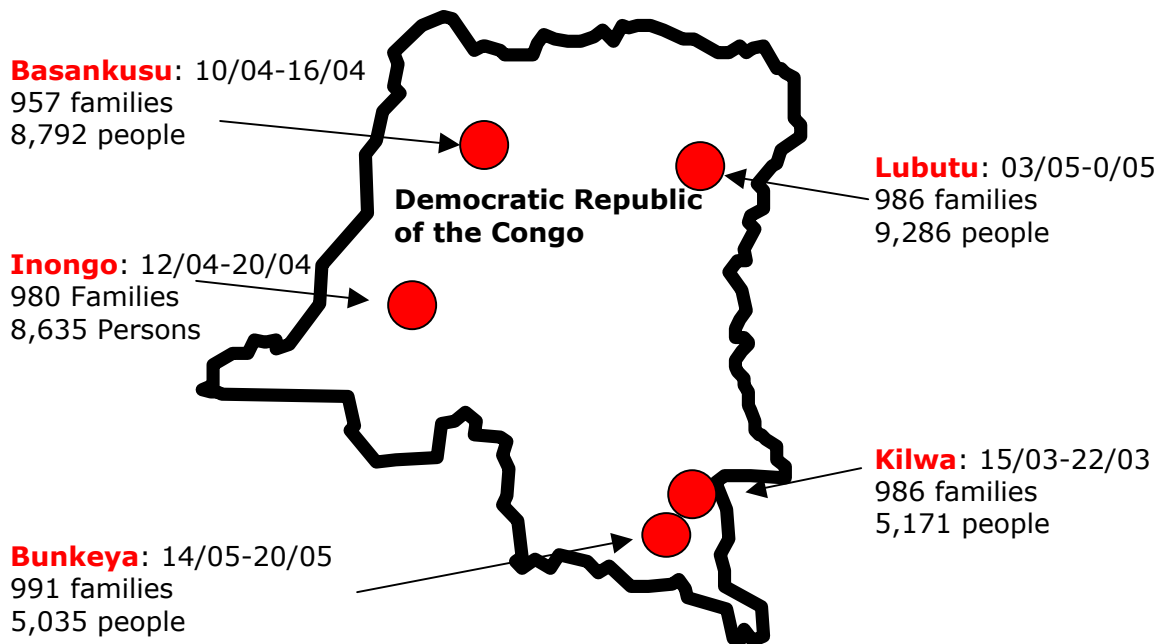 Basankusu: 10/04-16/04
957 families
8,792 people
Lubutu: 03/05-0/05
986 families
9,286 people
Democratic Republic
of the Congo
Inongo: 12/04-20/04
980 Families
8,635 Persons
Kilwa: 15/03-22/03
986 families
5,171 people
Bunkeya: 14/05-20/05
991 families
5,035 people